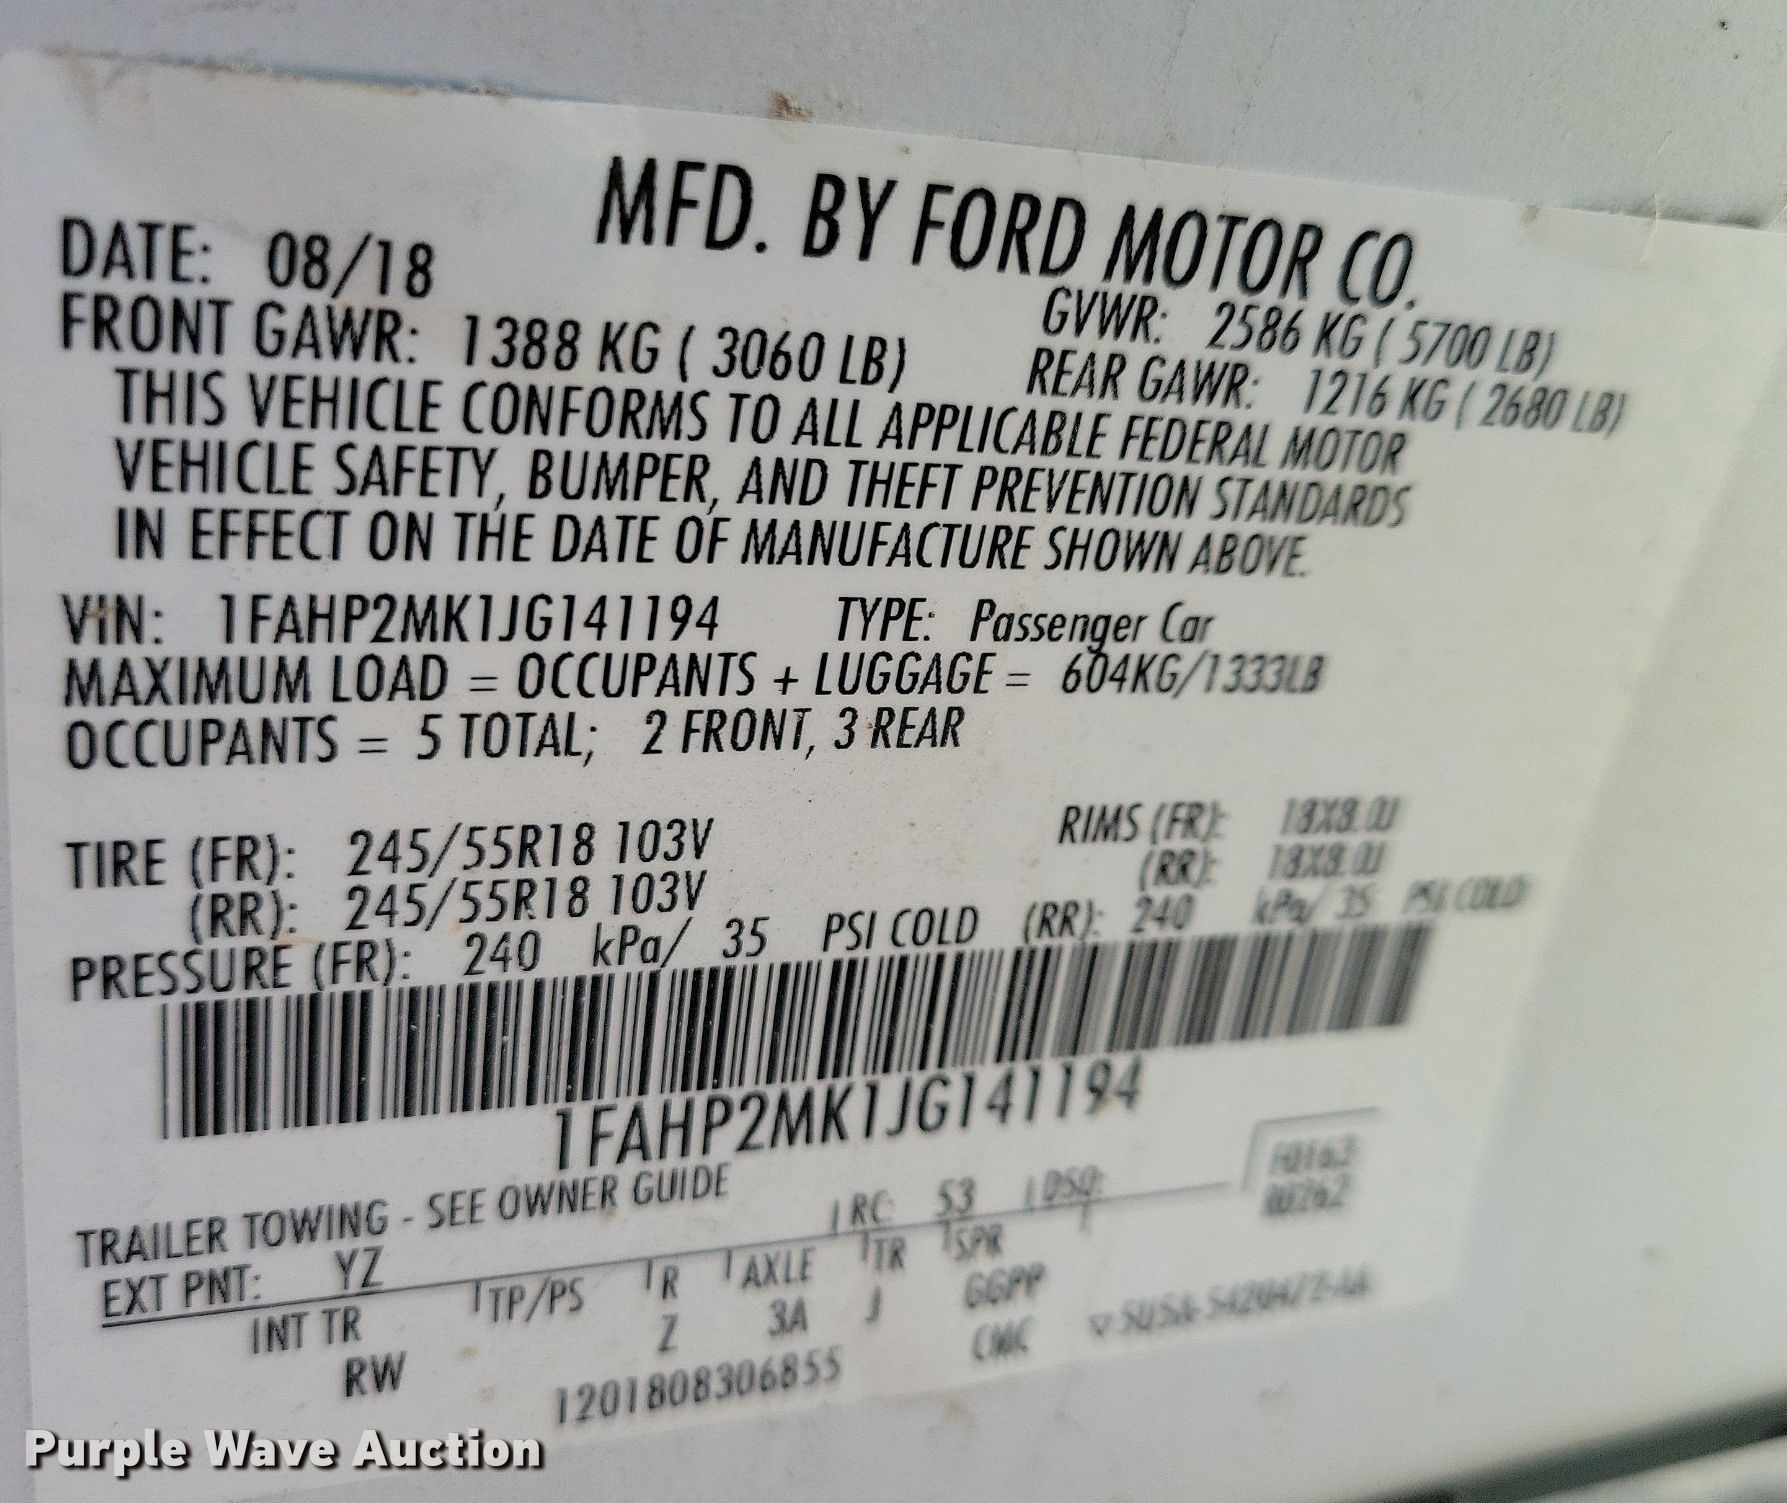 MFD. BY FORD MOTOR CO.
DATE: 08/18
GVWR: 2586 KG ( 5700 LB)
FRONT GAWR: 1388 KG ( 3060 LB)
REAR GAWR: 1216 KG ( 2680 LB)
THIS VEHICLE CONFORMS TO ALL APPLICABLE FEDERAL MOTOR
VEHICLE SAFETY, BUMPER, AND THEFT PREVENTION STANDARDS
IN EFFECT ON THE DATE OF MANUFACTURE SHOWN ABOVE.
VIN: 1FAHP2MK1JG141194 TYPE: Passenger Car
MAXIMUM LOAD = OCCUPANTS + LUGGAGE = 604KG/1333LB
OCCUPANTS = 5 TOTAL; 2 FRONT, 3 REAR
TIRE (FR): 245/55R18 103V RIMS (FR): 18X8.0J
(RR): 245/55R18 103V (RR): 18X8.0J
PRESSURE (FR): 240 kPa/ 35 PSI COLD (RR): 240 kPa/ 35 PSI COLD
1FAHP2MK1JG141194
TRAILER TOWING - SEE OWNER GUIDE
EXT PNT: YZ RC: 53 DSO:
INT TR TP/PS R AXLE TR SPR
RW Z 3A J GGPP
1201808306855 CMC
Purple Wave Auction